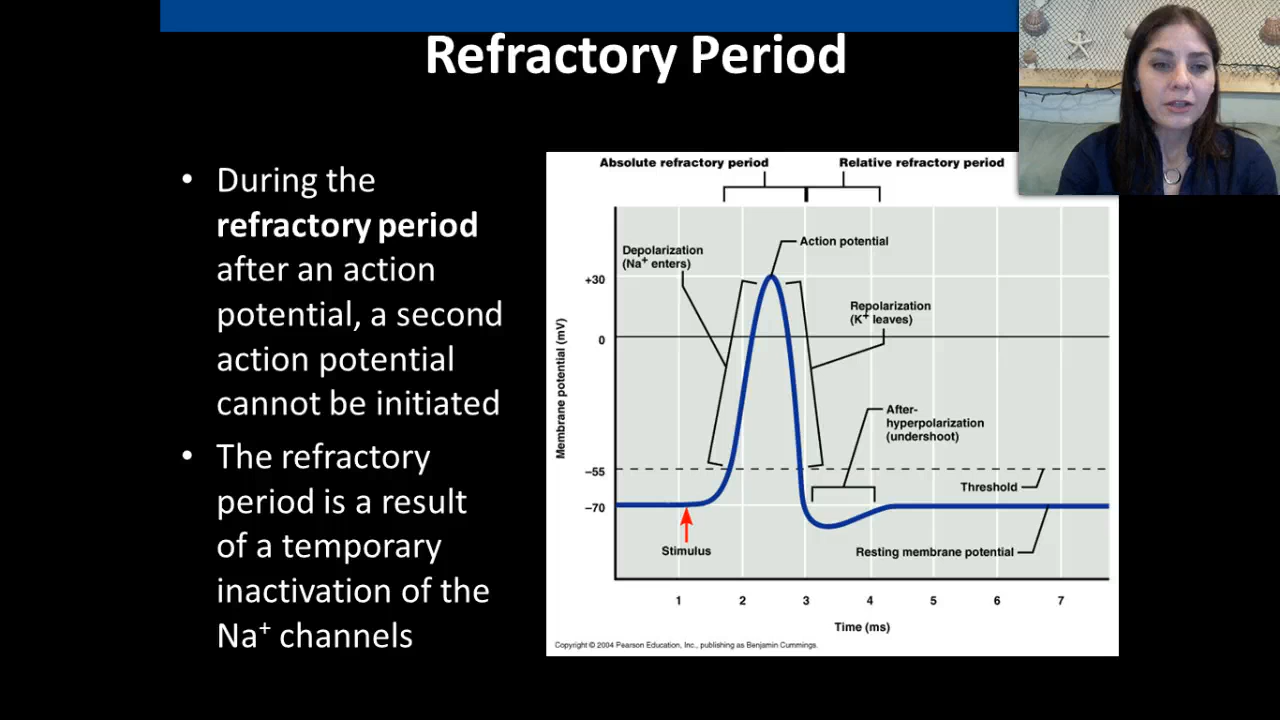 Refractory Period
• During the
refractory period
after an action
potential, a second
action potential
cannot be initiated
• The refractory
period is a result
of a temporary
inactivation of the
Na⁺ channels
Absolute refractory period
Relative refractory period
Action potential
Depolarization
(Na⁺ enters)
+30
Repolarization
(K⁺ leaves)
0
Membrane potential (mV)
After-
hyperpolarization
(undershoot)
–55
Threshold
–70
Stimulus
Resting membrane potential
1 2 3 4 5 6 7
Time (ms)
Copyright © 2004 Pearson Education, Inc., publishing as Benjamin Cummings.